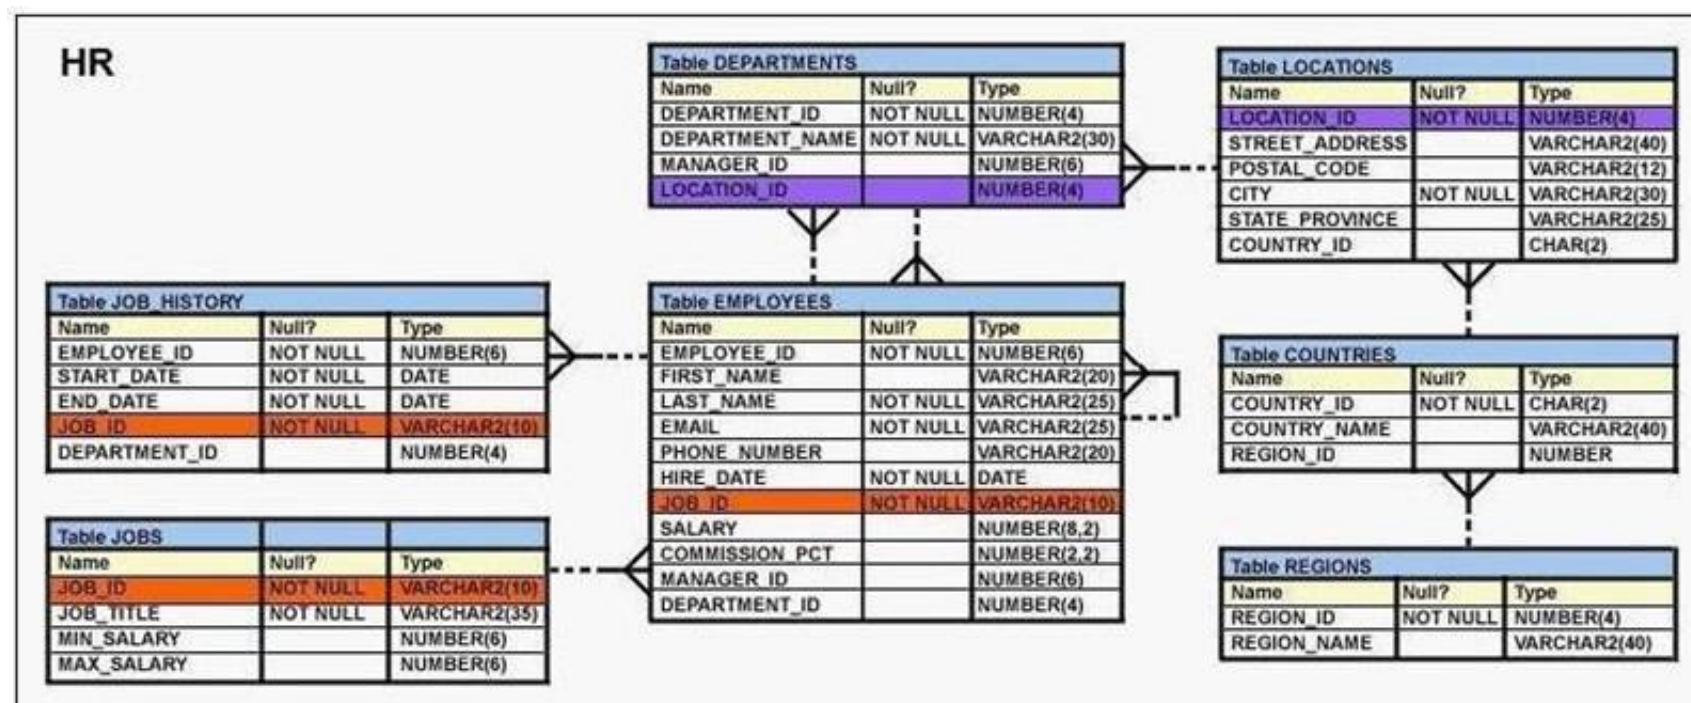 HR
Table DEPARTMENTS
Name Null? Type
DEPARTMENT_ID NOT NULL NUMBER(4)
DEPARTMENT_NAME NOT NULL VARCHAR2(30)
MANAGER_ID NUMBER(6)
LOCATION_ID NUMBER(4)
Table LOCATIONS
Name Null? Type
LOCATION_ID NOT NULL NUMBER(4)
STREET_ADDRESS VARCHAR2(40)
POSTAL_CODE VARCHAR2(12)
CITY NOT NULL VARCHAR2(30)
STATE_PROVINCE VARCHAR2(25)
COUNTRY_ID CHAR(2)
Table JOB_HISTORY
Name Null? Type
EMPLOYEE_ID NOT NULL NUMBER(6)
START_DATE NOT NULL DATE
END_DATE NOT NULL DATE
JOB_ID NOT NULL VARCHAR2(10)
DEPARTMENT_ID NUMBER(4)
Table EMPLOYEES
Name Null? Type
EMPLOYEE_ID NOT NULL NUMBER(6)
FIRST_NAME VARCHAR2(20)
LAST_NAME NOT NULL VARCHAR2(25)
EMAIL NOT NULL VARCHAR2(25)
PHONE_NUMBER VARCHAR2(20)
HIRE_DATE NOT NULL DATE
JOB_ID NOT NULL VARCHAR2(10)
SALARY NUMBER(8,2)
COMMISSION_PCT NUMBER(2,2)
MANAGER_ID NUMBER(6)
DEPARTMENT_ID NUMBER(4)
Table COUNTRIES
Name Null? Type
COUNTRY_ID NOT NULL CHAR(2)
COUNTRY_NAME VARCHAR2(40)
REGION_ID NUMBER
Table JOBS
Name Null? Type
JOB_ID NOT NULL VARCHAR2(10)
JOB_TITLE NOT NULL VARCHAR2(35)
MIN_SALARY NUMBER(6)
MAX_SALARY NUMBER(6)
Table REGIONS
Name Null? Type
REGION_ID NOT NULL NUMBER(4)
REGION_NAME VARCHAR2(40)